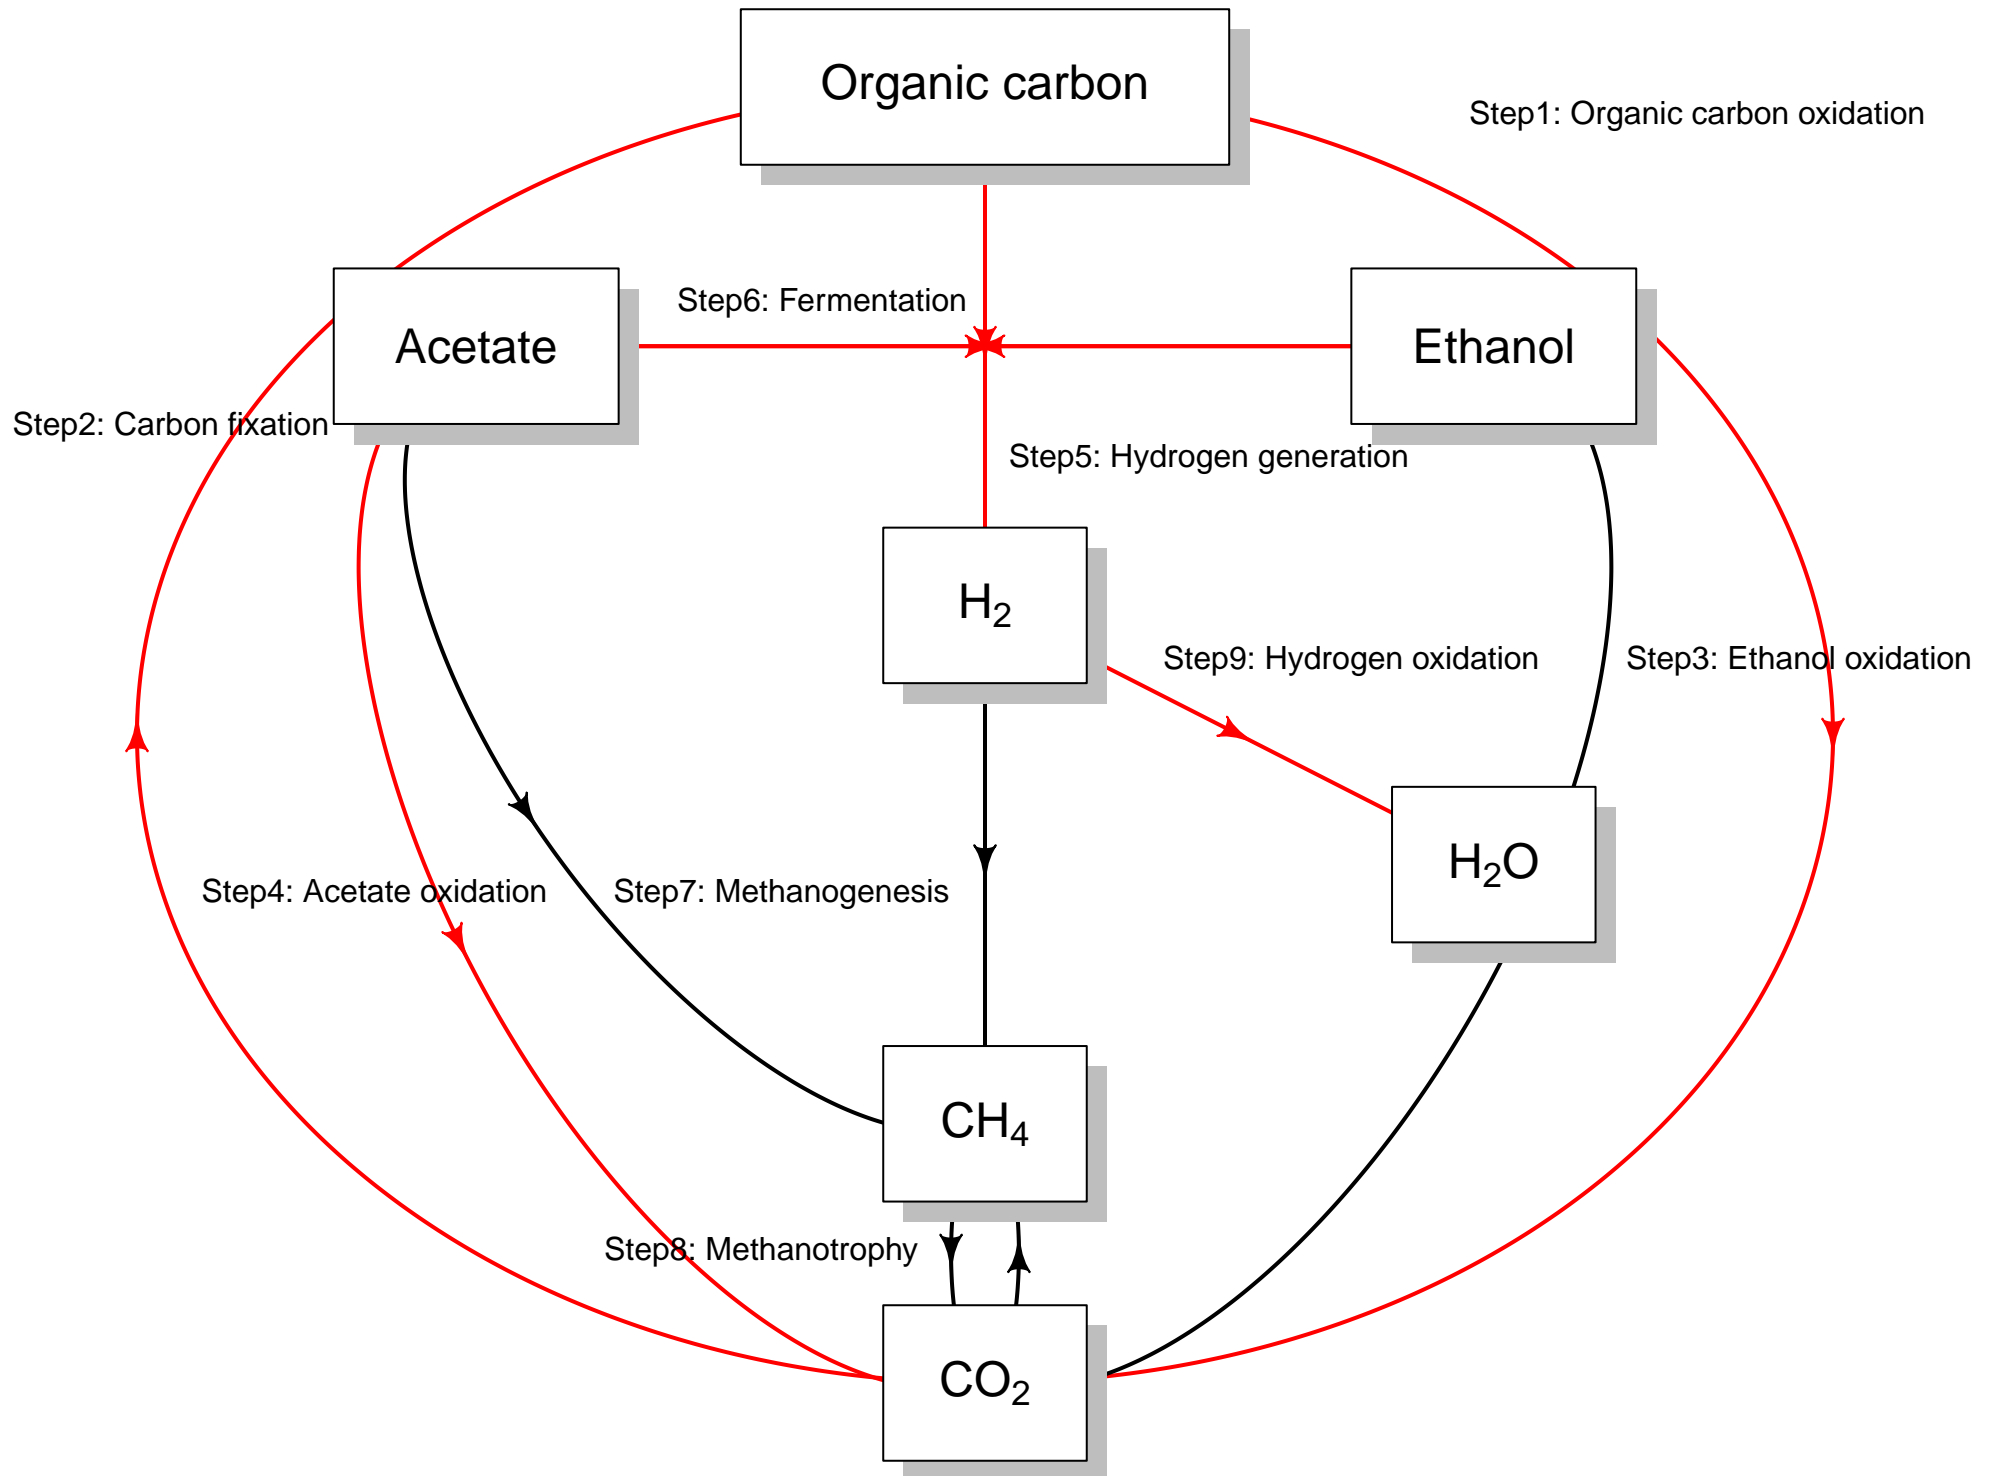 Organic carbon
Step1: Organic carbon oxidation
Step6: Fermentation
Acetate
Ethanol
Step2: Carbon fixation
Step5: Hydrogen generation
H₂
Step9: Hydrogen oxidation
Step3: Ethanol oxidation
H₂O
Step4: Acetate oxidation
Step7: Methanogenesis
CH₄
Step8: Methanotrophy
CO₂